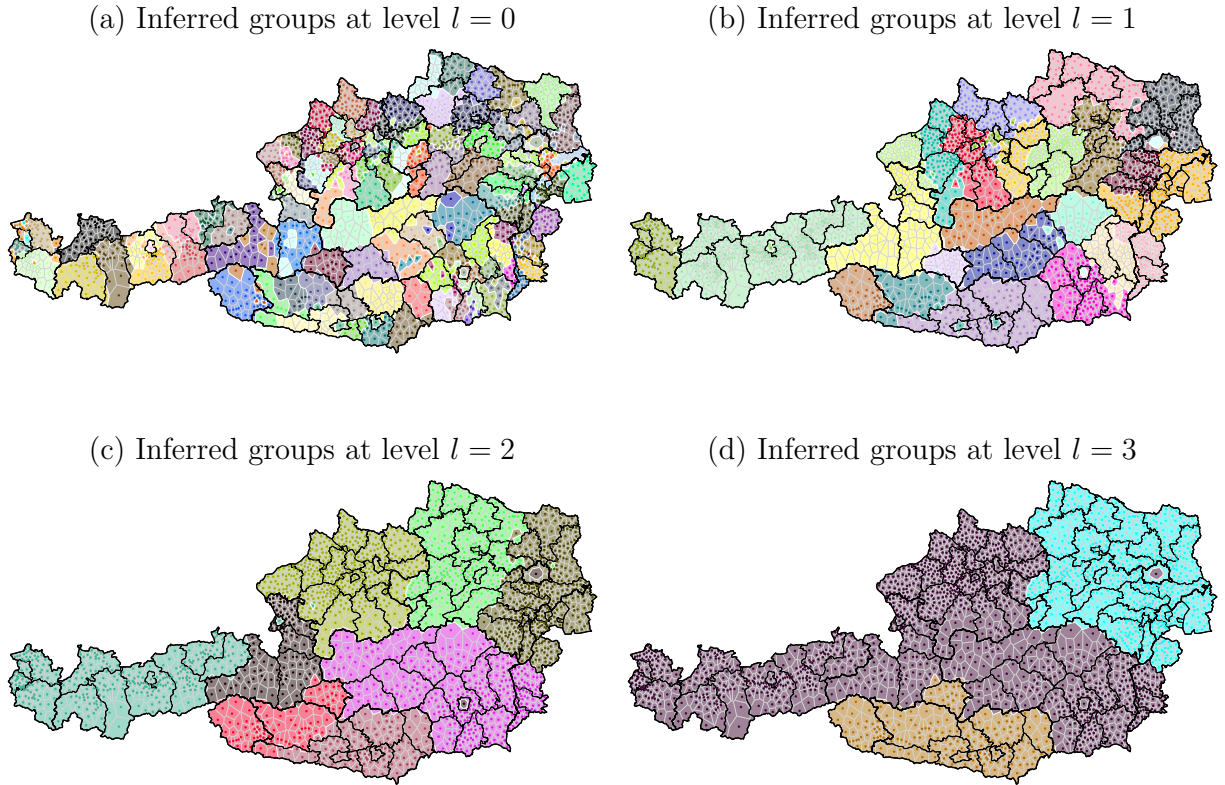 (a) Inferred groups at level l = 0
(b) Inferred groups at level l = 1
(c) Inferred groups at level l = 2
(d) Inferred groups at level l = 3